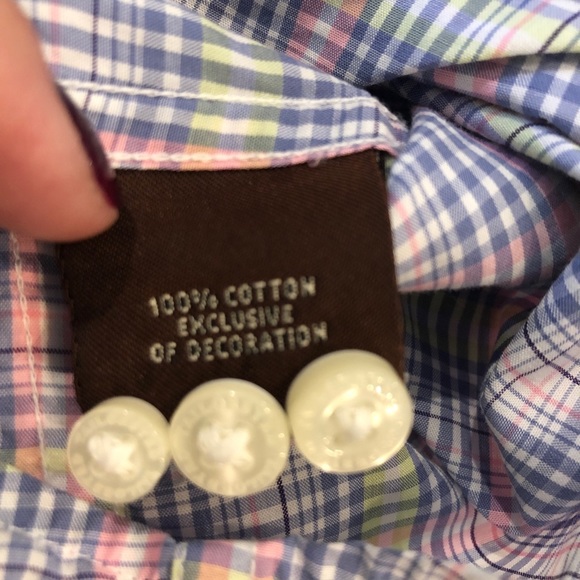 100% COTTON
EXCLUSIVE
OF DECORATION